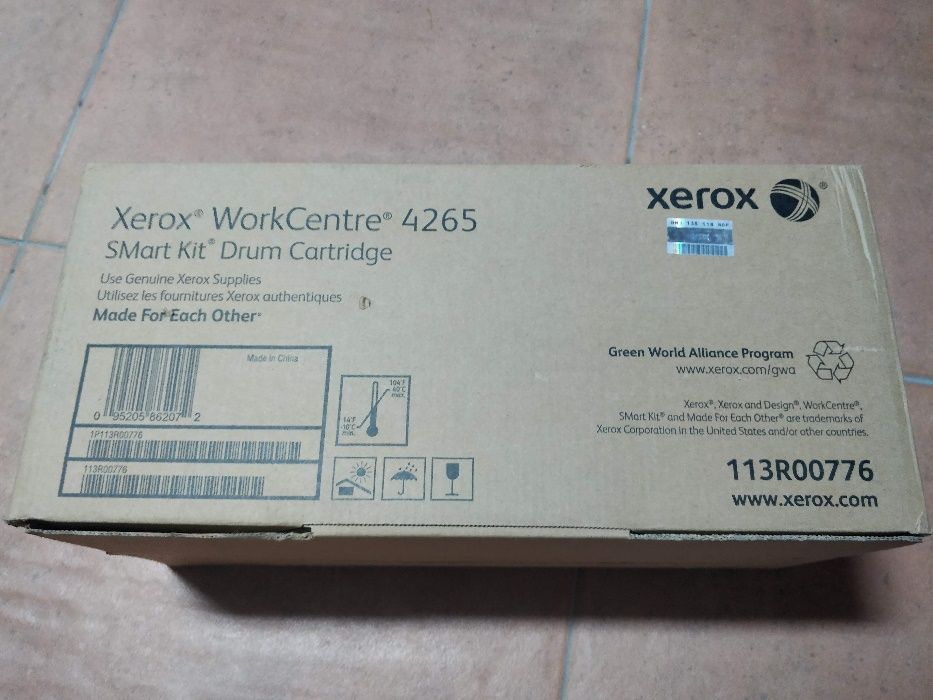 xerox®
Xerox® WorkCentre® 4265
SMart Kit® Drum Cartridge
Use Genuine Xerox Supplies
Utilisez les fournitures Xerox authentiques
Made For Each Other®
Made in China
0 95205 86207 2
1P113R00776
113R00776
104°F
40°C
max.
14°F
-10°C
min.
Green World Alliance Program
www.xerox.com/gwa
Xerox®, Xerox and Design®, WorkCentre®,
SMart Kit® and Made For Each Other® are trademarks of
Xerox Corporation in the United States and/or other countries.
113R00776
www.xerox.com